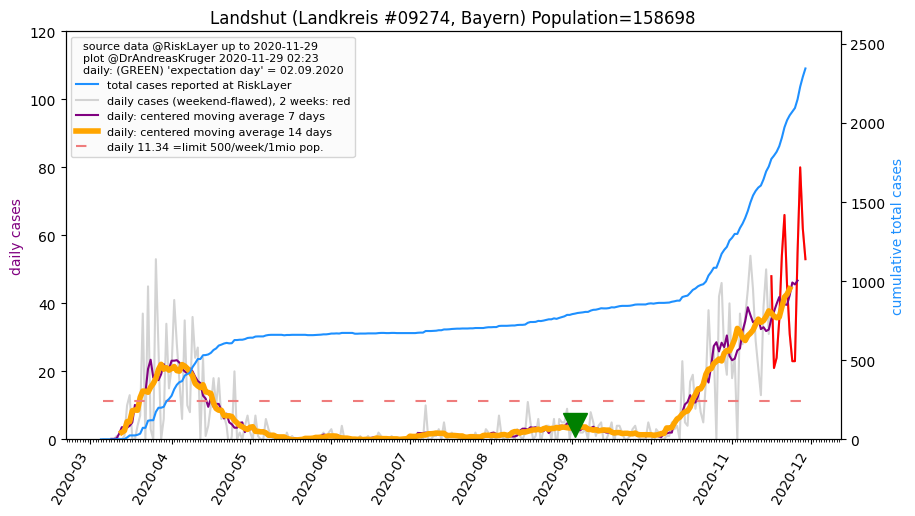 Landshut (Landkreis #09274, Bayern) Population=158698
source data @RiskLayer up to 2020-11-29
plot @DrAndreasKruger 2020-11-29 02:23
daily: (GREEN) 'expectation day' = 02.09.2020
total cases reported at RiskLayer
daily cases (weekend-flawed), 2 weeks: red
daily: centered moving average 7 days
daily: centered moving average 14 days
daily 11.34 =limit 500/week/1mio pop.
daily cases
120
100
80
60
40
20
0
cumulative total cases
2500
2000
1500
1000
500
0
2020-03
2020-04
2020-05
2020-06
2020-07
2020-08
2020-09
2020-10
2020-11
2020-12